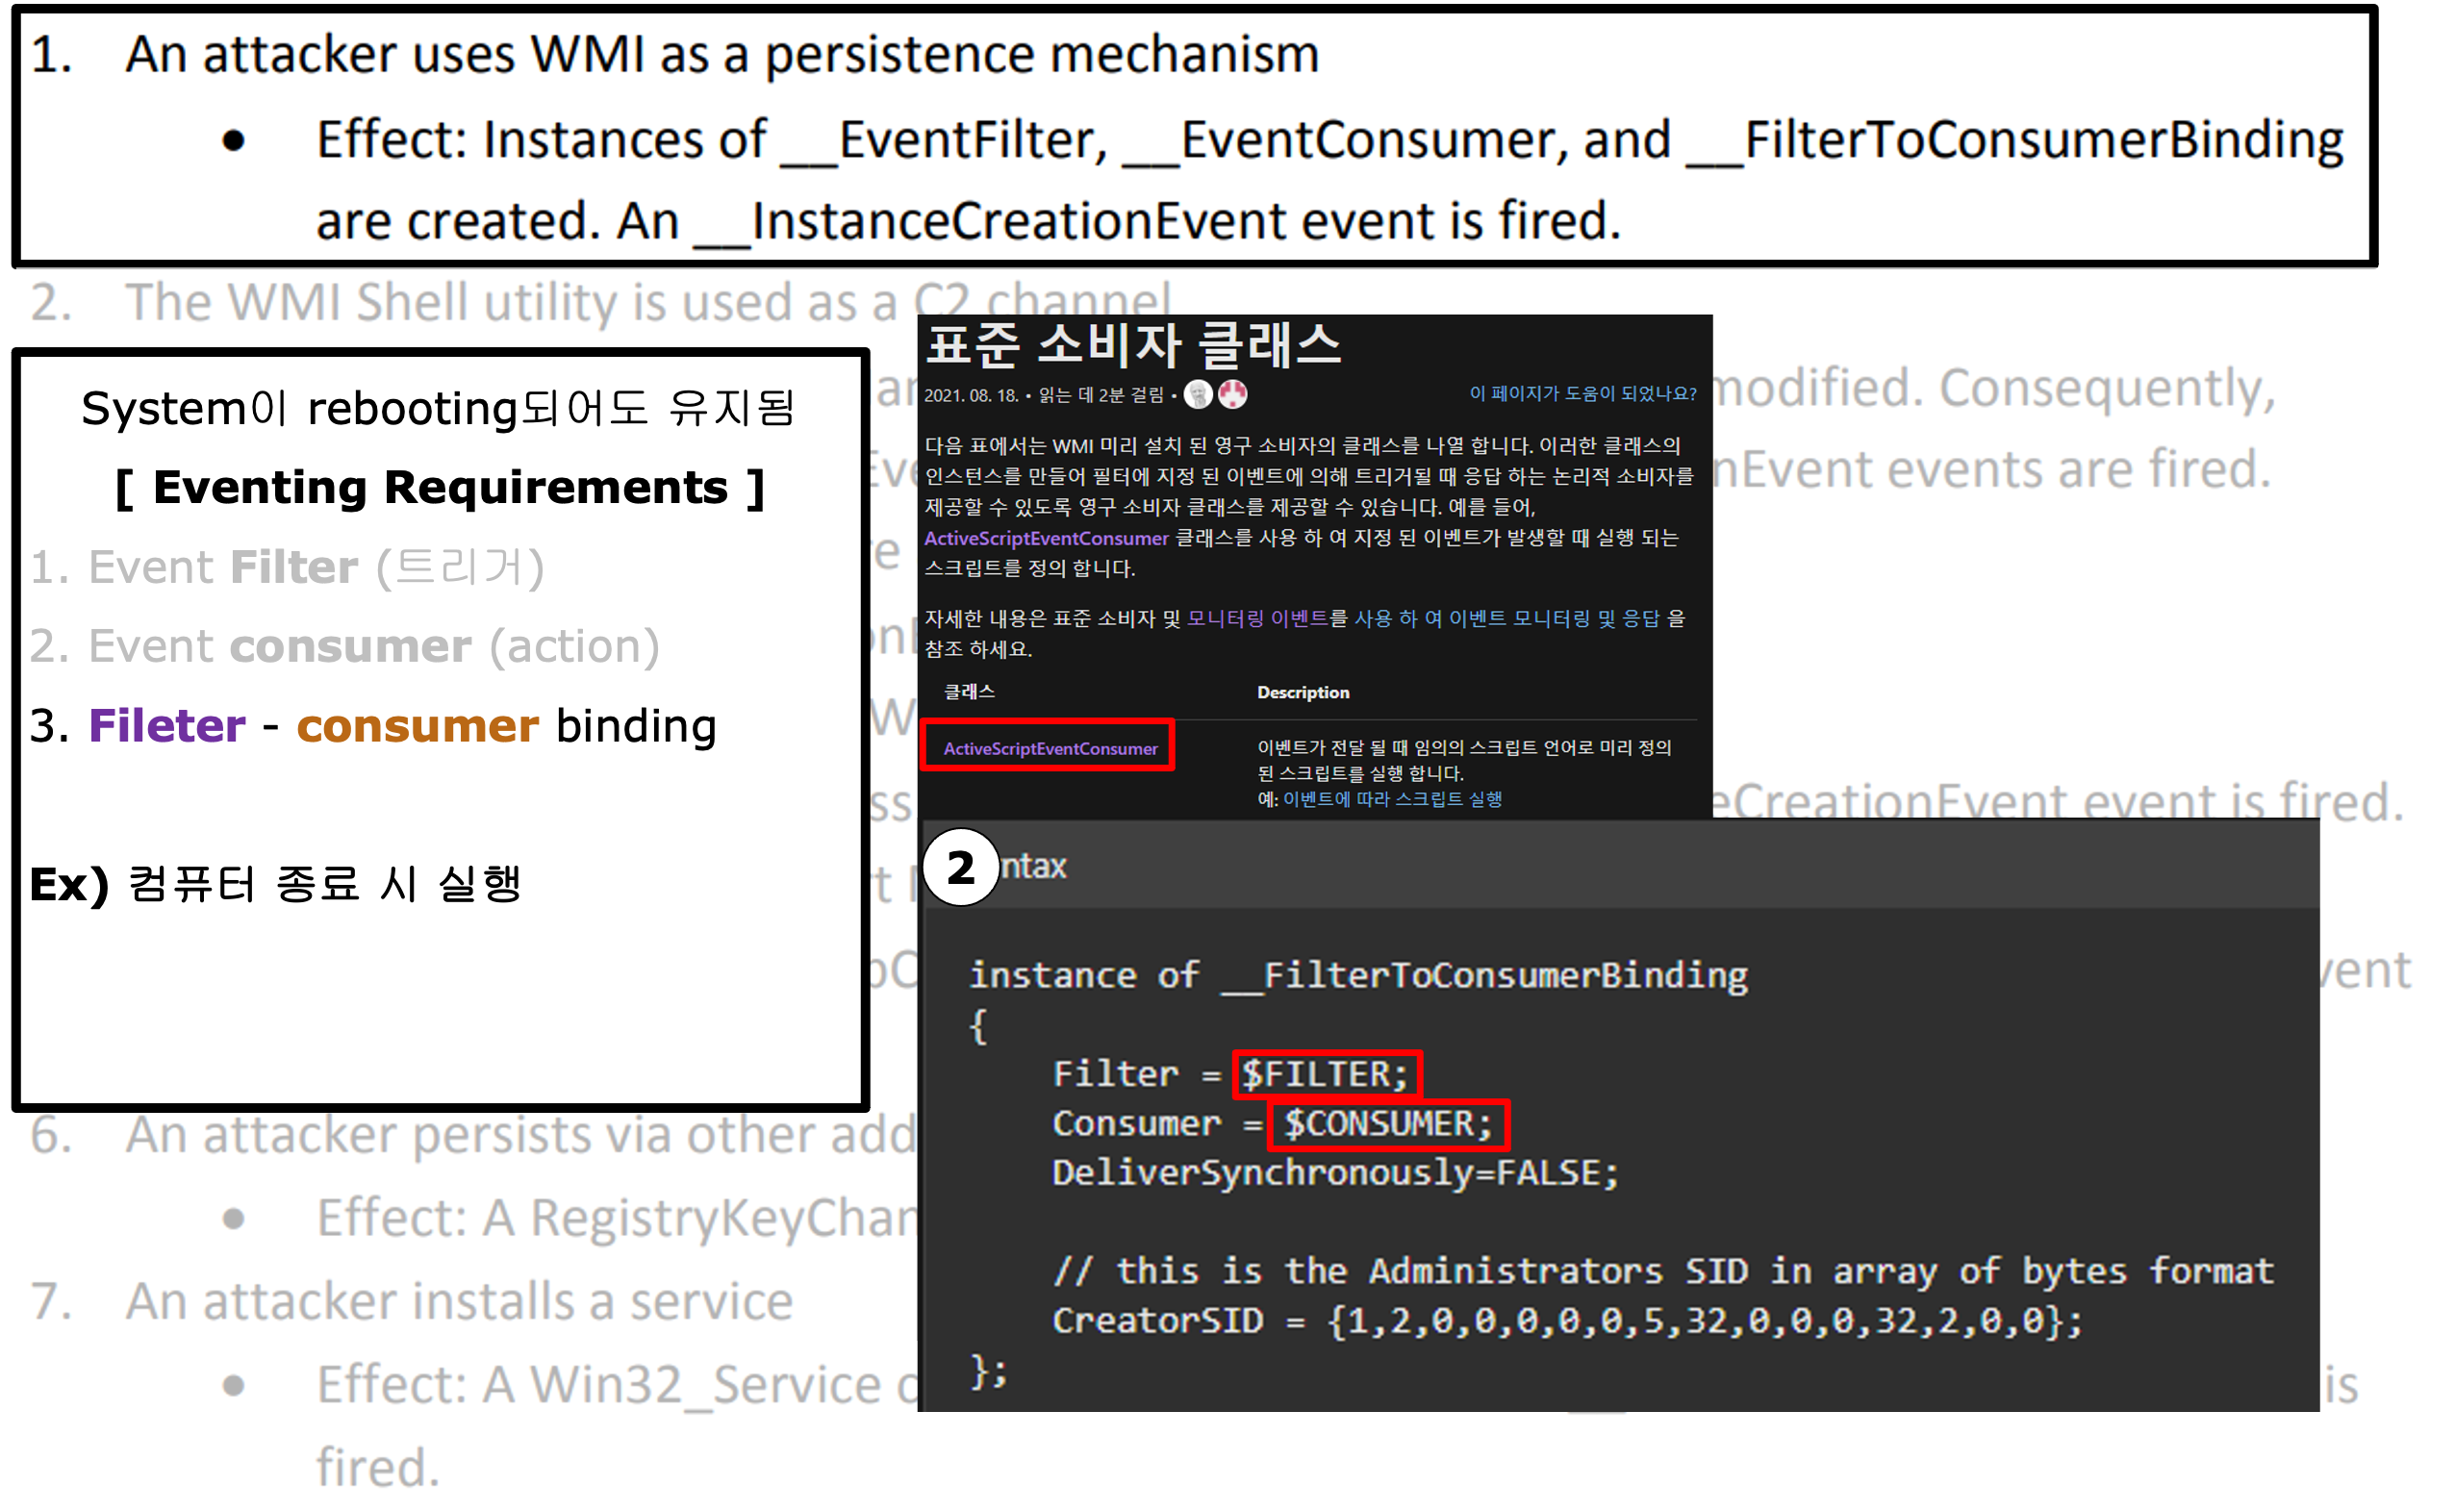 1. An attacker uses WMI as a persistence mechanism
● Effect: Instances of __EventFilter, __EventConsumer, and __FilterToConsumerBinding
are created. An __InstanceCreationEvent event is fired.
2. The WMI Shell utility is used as a C2 channel
modified. Consequently,
nEvent events are fired.
eCreationEvent event is fired.
System이 rebooting되어도 유지됨
[ Eventing Requirements ]
1. Event Filter (트리거)
2. Event consumer (action)
3. Fileter - consumer binding
Ex) 컴퓨터 종료 시 실행
표준 소비자 클래스
2021. 08. 18. • 읽는 데 2분 걸림 •
이 페이지가 도움이 되었나요?
다음 표에서는 WMI 미리 설치 된 영구 소비자의 클래스를 나열 합니다. 이러한 클래스의
인스턴스를 만들어 필터에 지정 된 이벤트에 의해 트리거될 때 응답 하는 논리적 소비자를
제공할 수 있도록 영구 소비자 클래스를 제공할 수 있습니다. 예를 들어,
ActiveScriptEventConsumer 클래스를 사용 하 여 지정 된 이벤트가 발생할 때 실행 되는
스크립트를 정의 합니다.
자세한 내용은 표준 소비자 및 모니터링 이벤트를 사용 하 여 이벤트 모니터링 및 응답 을
참조 하세요.
클래스 Description
ActiveScriptEventConsumer 이벤트가 전달 될 때 임의의 스크립트 언어로 미리 정의
된 스크립트를 실행 합니다.
예: 이벤트에 따라 스크립트 실행
2 ntax
instance of __FilterToConsumerBinding
{
Filter = $FILTER;
Consumer = $CONSUMER;
DeliverSynchronously=FALSE;
// this is the Administrators SID in array of bytes format
CreatorSID = {1,2,0,0,0,0,0,5,32,0,0,0,32,2,0,0};
};
vent
6. An attacker persists via other add
● Effect: A RegistryKeyChan
7. An attacker installs a service
● Effect: A Win32_Service
is
fired.